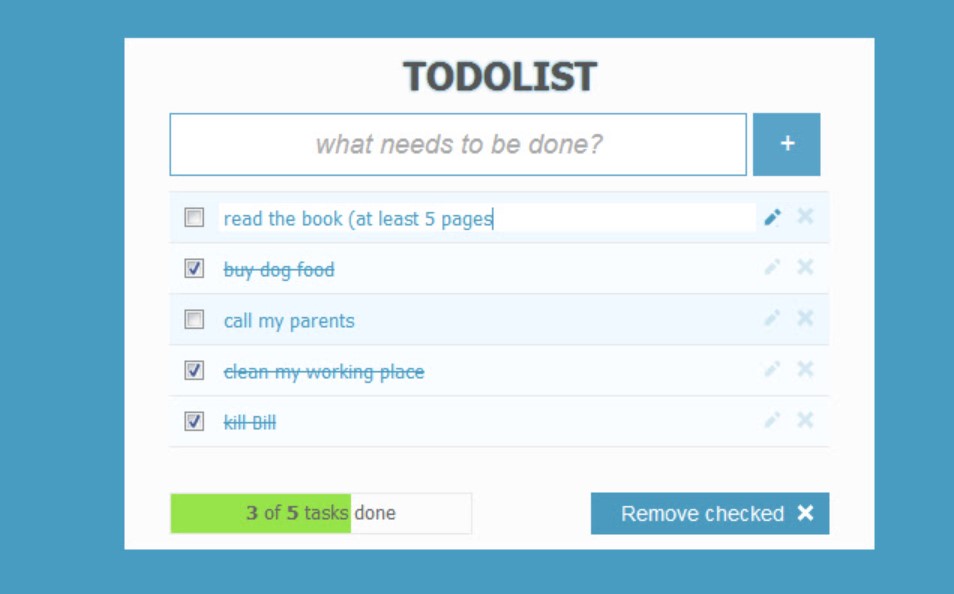 TODOLIST
what needs to be done? +
read the book (at least 5 pages
buy dog food
call my parents
clean my working place
kill Bill
3 of 5 tasks done
Remove checked ×